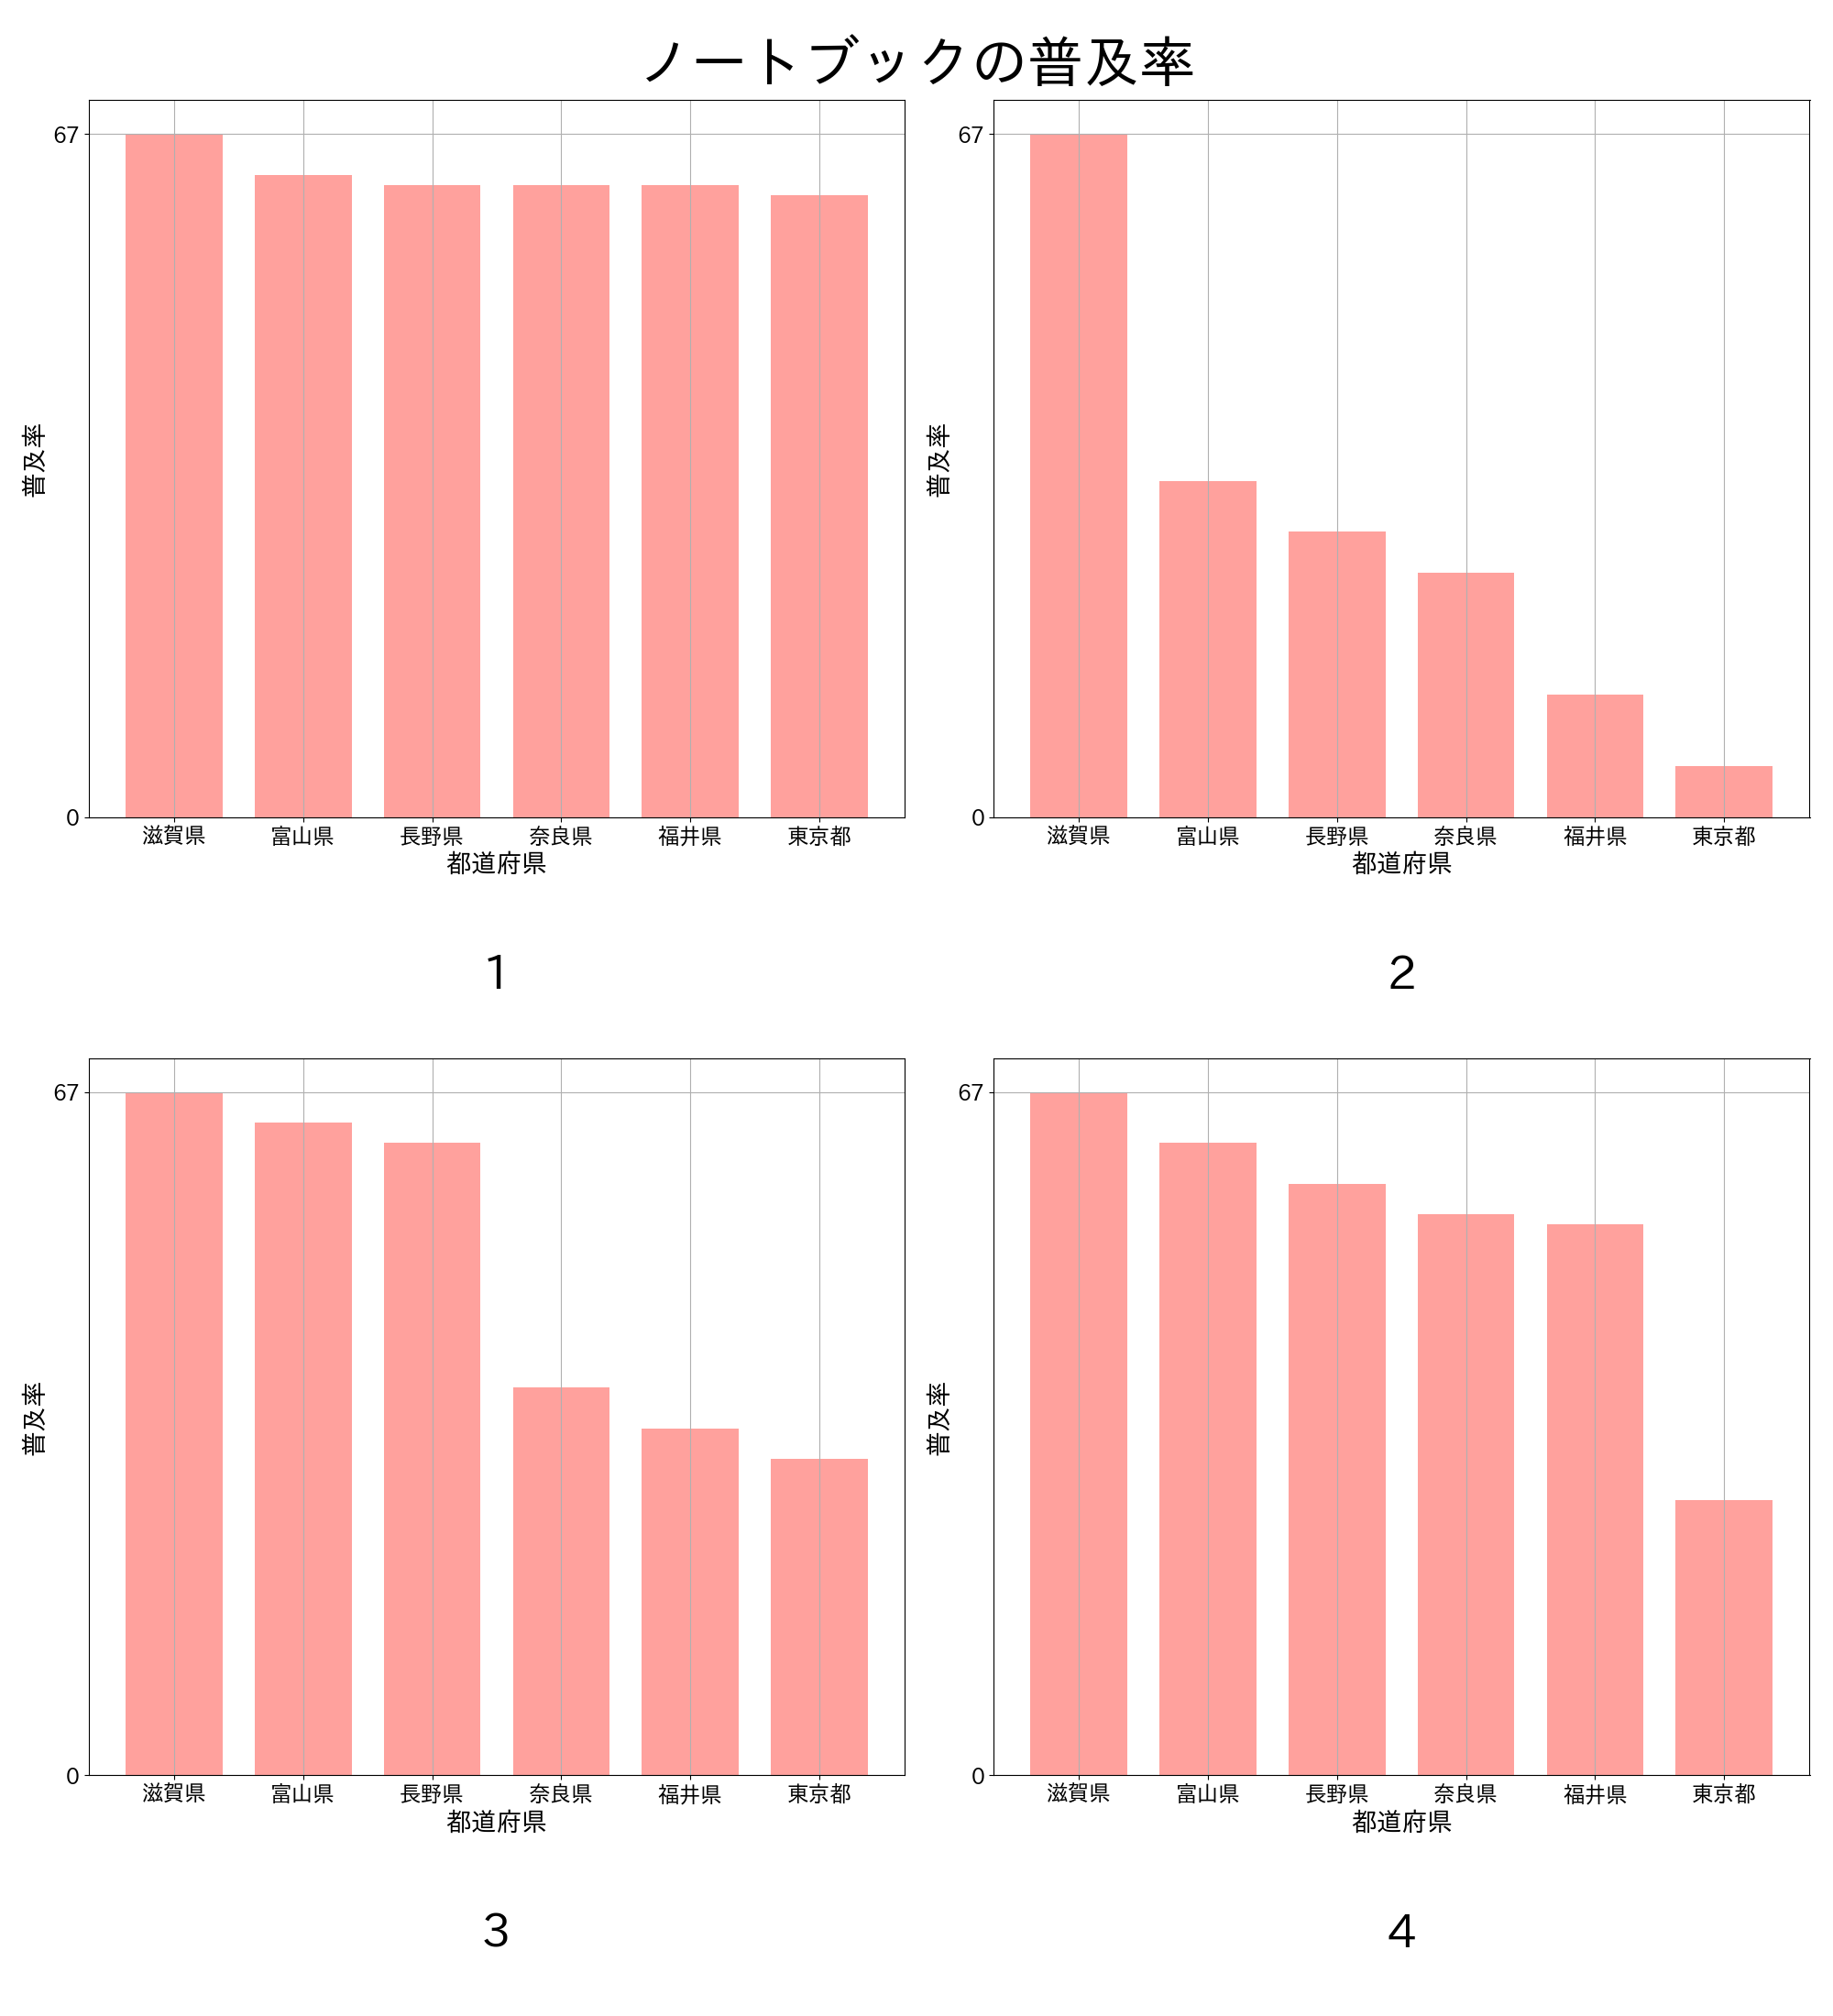 ノートブックの普及率
67
0
普及率
滋賀県 富山県 長野県 奈良県 福井県 東京都
都道府県
1
67
0
普及率
滋賀県 富山県 長野県 奈良県 福井県 東京都
都道府県
2
67
0
普及率
滋賀県 富山県 長野県 奈良県 福井県 東京都
都道府県
3
67
0
普及率
滋賀県 富山県 長野県 奈良県 福井県 東京都
都道府県
4